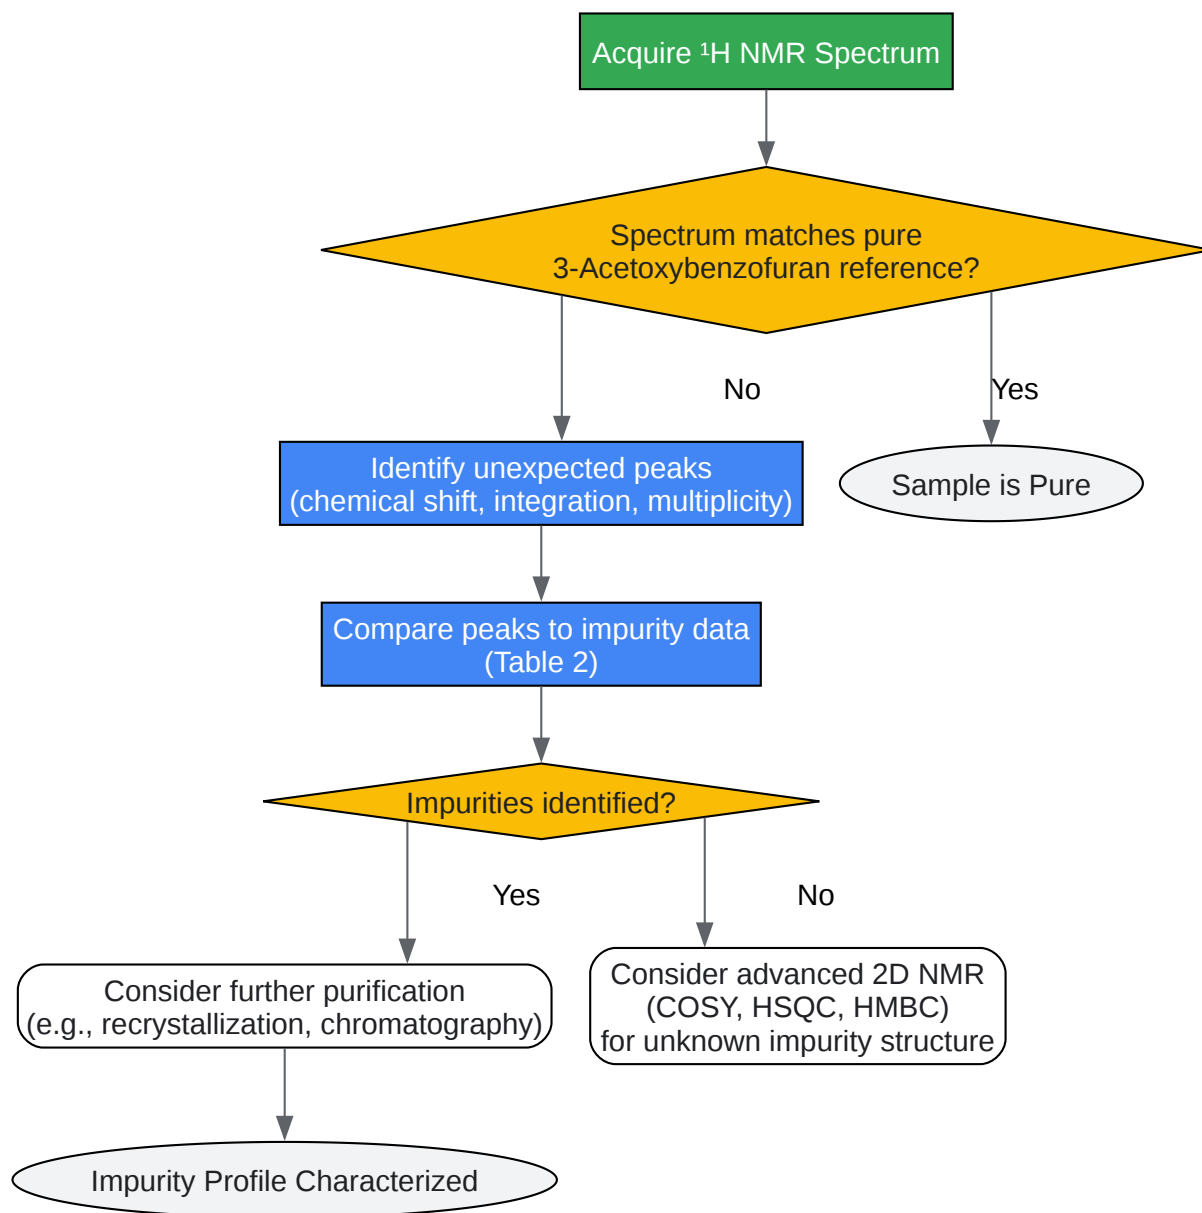 Acquire ¹H NMR Spectrum
Spectrum matches pure
3-Acetoxybenzofuran reference?
No
Yes
Identify unexpected peaks
(chemical shift, integration, multiplicity)
Sample is Pure
Compare peaks to impurity data
(Table 2)
Impurities identified?
Yes
No
Consider further purification
(e.g., recrystallization, chromatography)
Consider advanced 2D NMR
(COSY, HSQC, HMBC)
for unknown impurity structure
Impurity Profile Characterized